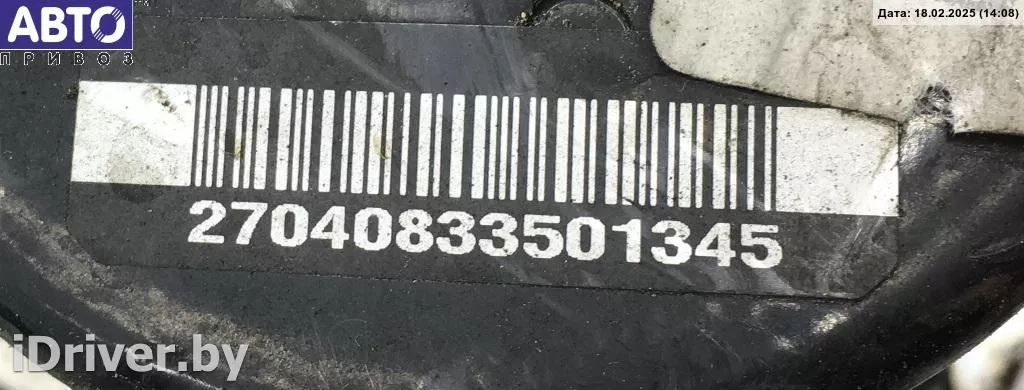 АВТО
ПРИВОЗ
Дата: 18.02.2025 (14:08)
27040833501345
iDriver.by